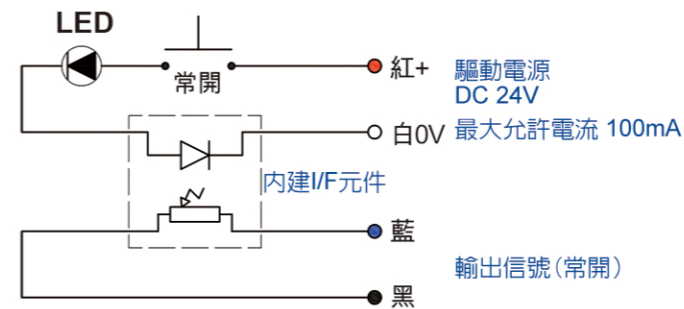 LED
常開
紅+
驅動電源
DC 24V
白0V
最大允許電流 100mA
内建I/F元件
藍
輸出信號(常開)
黑